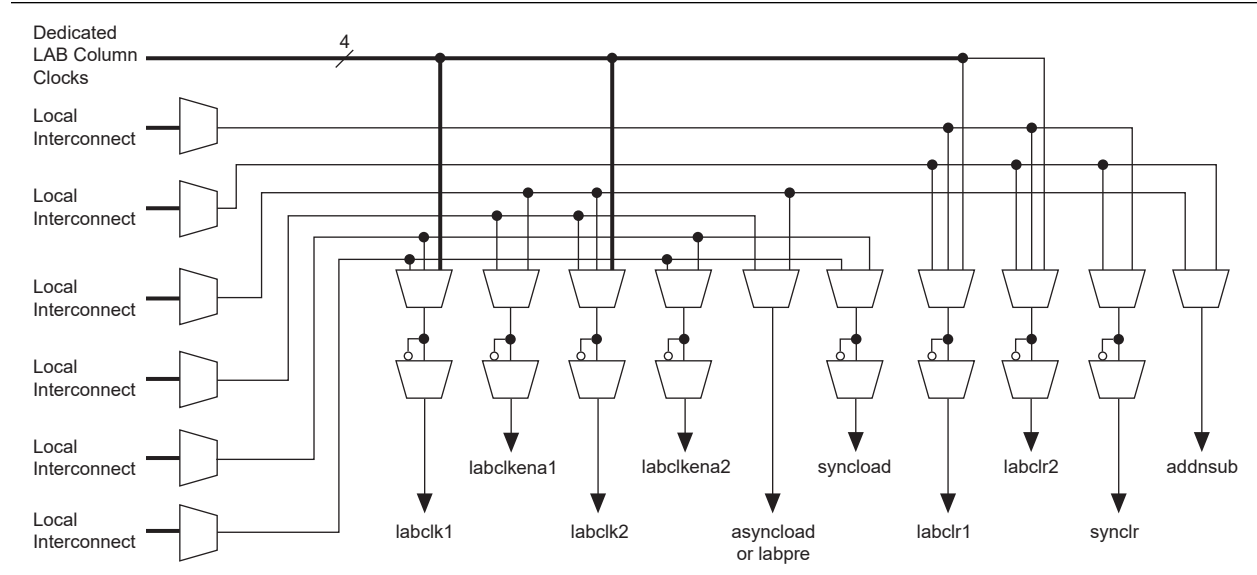 Dedicated
LAB Column
Clocks
4
Local
Interconnect
Local
Interconnect
Local
Interconnect
Local
Interconnect
Local
Interconnect
Local
Interconnect
labclkena1
labclkena2
syncload
labclr2
addnsub
labclk1
labclk2
asyncload
or labpre
labclr1
synclr